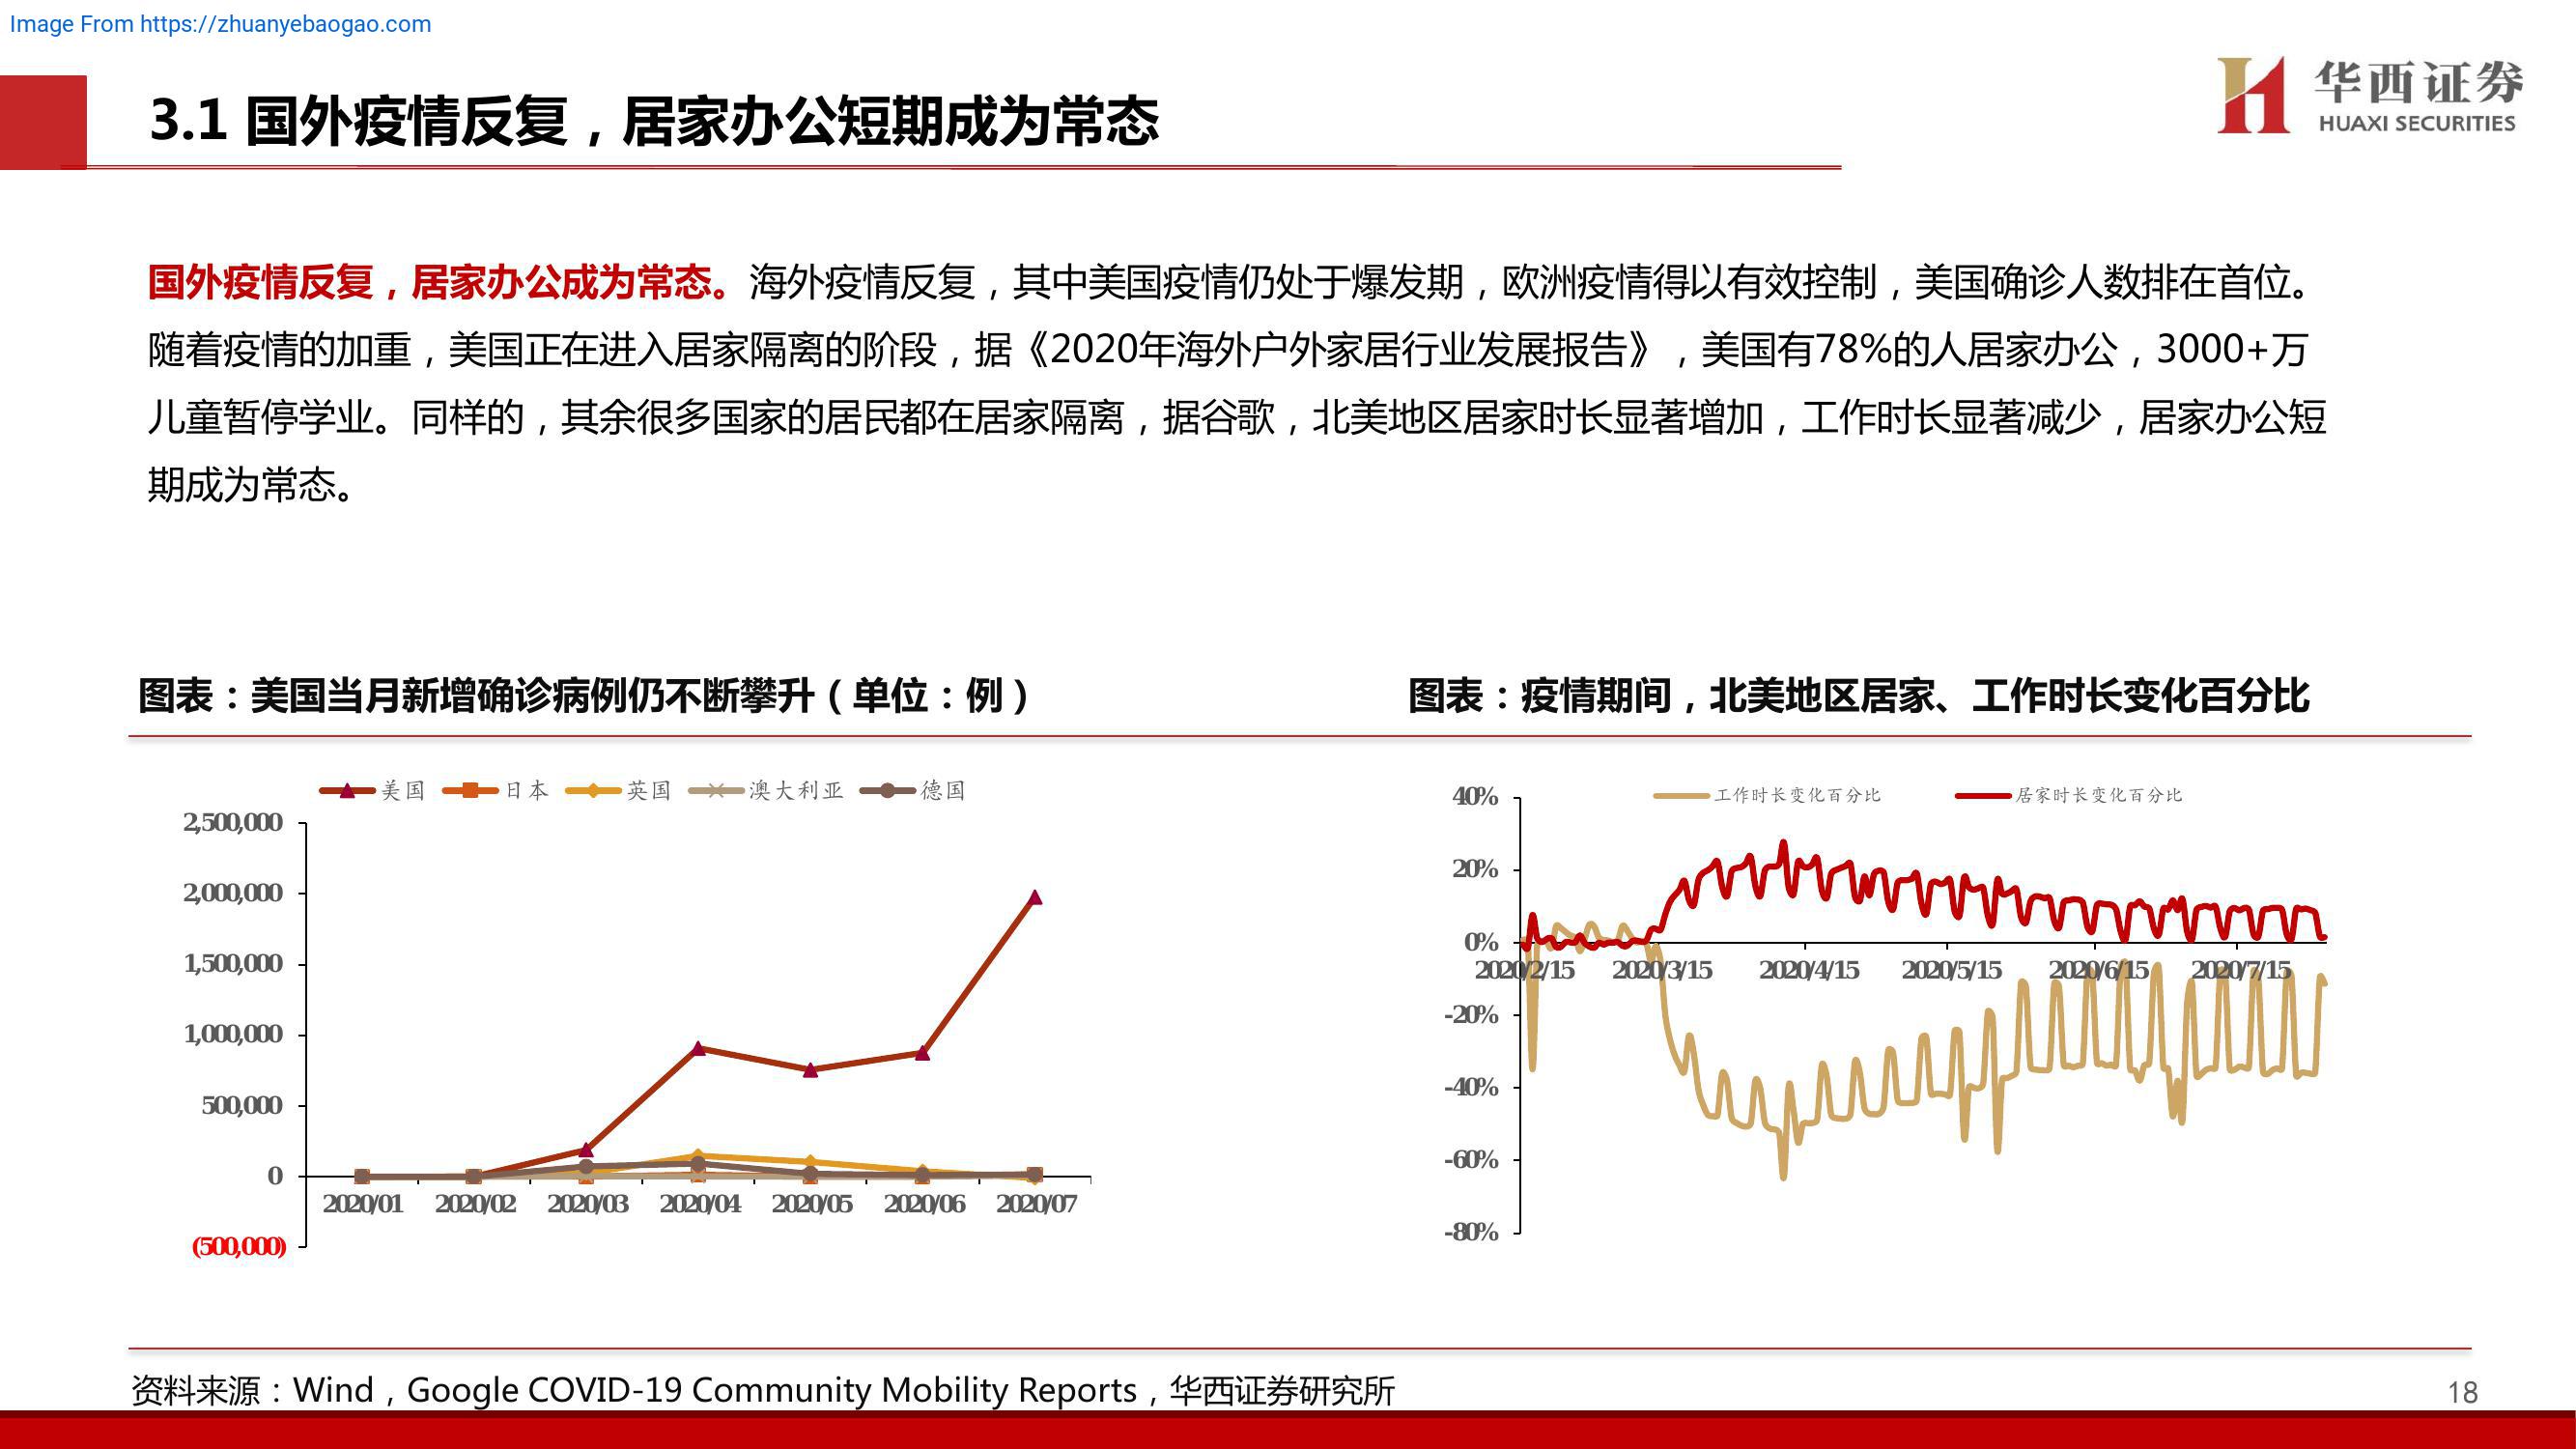 Image From https://zhuanyebaogao.com
华西证券
HUAXI SECURITIES
3.1 国外疫情反复，居家办公短期成为常态
国外疫情反复，居家办公成为常态。海外疫情反复，其中美国疫情仍处于爆发期，欧洲疫情得以有效控制，美国确诊人数排在首位。
随着疫情的加重，美国正在进入居家隔离的阶段，据《2020年海外户外家居行业发展报告》，美国有78%的人居家办公，3000+万
儿童暂停学业。同样的，其余很多国家的居民都在居家隔离，据谷歌，北美地区居家时长显著增加，工作时长显著减少，居家办公短
期成为常态。
图表：美国当月新增确诊病例仍不断攀升（单位：例）
美国 日本 英国 澳大利亚 德国
2,500,000
2,000,000
1,500,000
1,000,000
500,000
0
(500,000)
2020/01 2020/02 2020/03 2020/04 2020/05 2020/06 2020/07
图表：疫情期间，北美地区居家、工作时长变化百分比
工作时长变化百分比 居家时长变化百分比
40%
20%
0%
-20%
-40%
-60%
-80%
2020/2/15 2020/3/15 2020/4/15 2020/5/15 2020/6/15 2020/7/15
资料来源：Wind，Google COVID-19 Community Mobility Reports，华西证券研究所
18